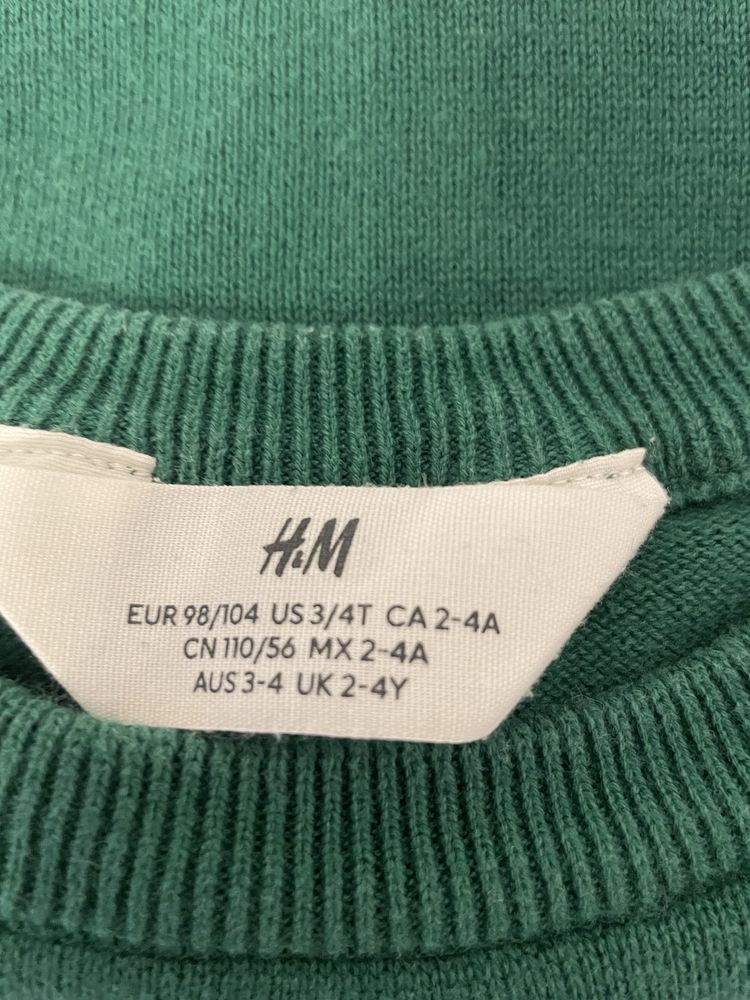 H&M
EUR 98/104 US 3/4T CA 2-4A
CN 110/56 MX 2-4A
AUS 3-4 UK 2-4Y